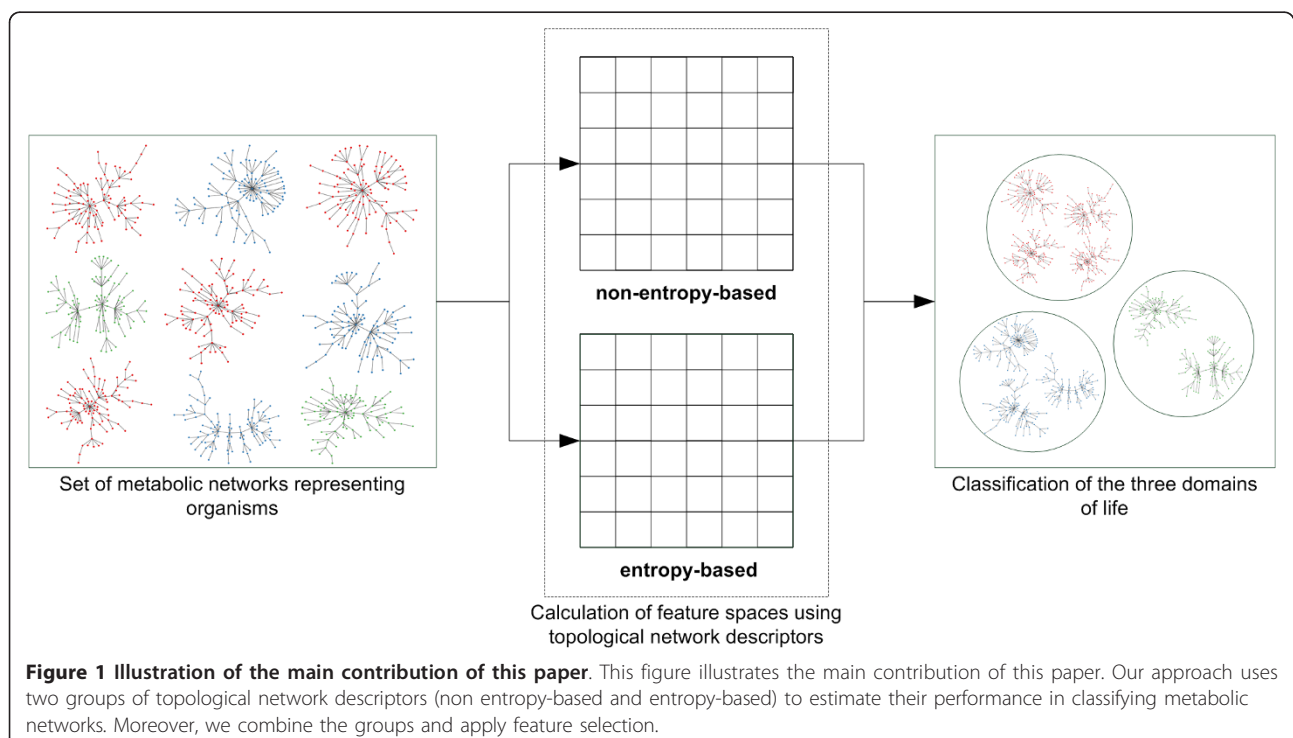 non-entropy-based
entropy-based
Set of metabolic networks representing
organisms
Calculation of feature spaces using
topological network descriptors
Classification of the three domains
of life
Figure 1 Illustration of the main contribution of this paper. This figure illustrates the main contribution of this paper. Our approach uses
two groups of topological network descriptors (non entropy-based and entropy-based) to estimate their performance in classifying metabolic
networks. Moreover, we combine the groups and apply feature selection.